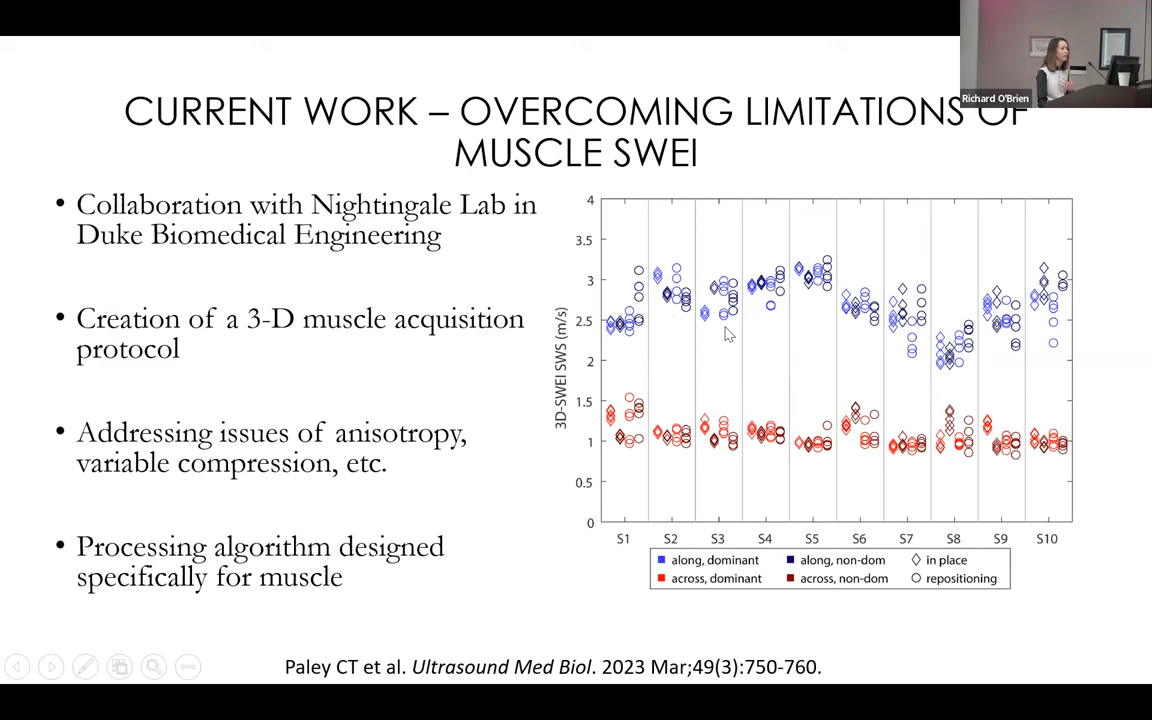 Richard O'Brien
CURRENT WORK – OVERCOMING LIMITATIONS OF
MUSCLE SWEI
• Collaboration with Nightingale Lab in
Duke Biomedical Engineering
• Creation of a 3-D muscle acquisition
protocol
• Addressing issues of anisotropy,
variable compression, etc.
• Processing algorithm designed
specifically for muscle
4
3.5
3
2.5
2
1.5
1
0.5
0
3D-SWEI SWS (m/s)
S1 S2 S3 S4 S5 S6 S7 S8 S9 S10
along, dominant along, non-dom in place
across, dominant across, non-dom repositioning
Paley CT et al. Ultrasound Med Biol. 2023 Mar;49(3):750-760.